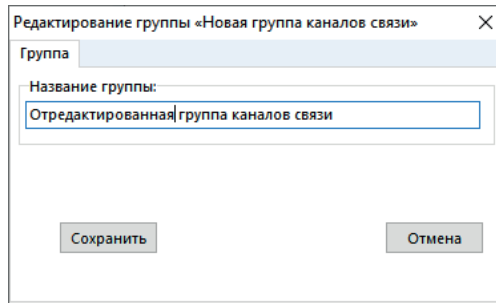 Редактирование группы «Новая группа каналов связи»
Группа
Название группы:
Отредактированная группа каналов связи
Сохранить
Отмена